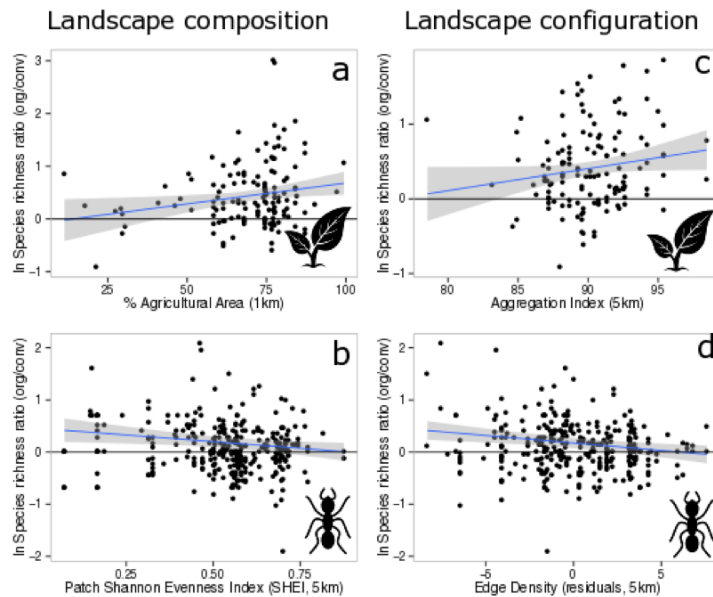 Landscape composition
Landscape configuration
a
ln Species richness ratio (org/conv)
3
2
1
0
−1
25
50
75
100
% Agricultural Area (1km)
c
ln Species richness ratio (org/conv)
1
0
−1
80
85
90
95
Aggregation Index (5km)
b
ln Species richness ratio (org/conv)
2
1
0
−1
−2
0.25
0.50
0.75
Patch Shannon Evenness Index (SHEI, 5km)
d
ln Species richness ratio (org/conv)
2
1
0
−1
−2
−5
0
5
Edge Density (residuals, 5km)